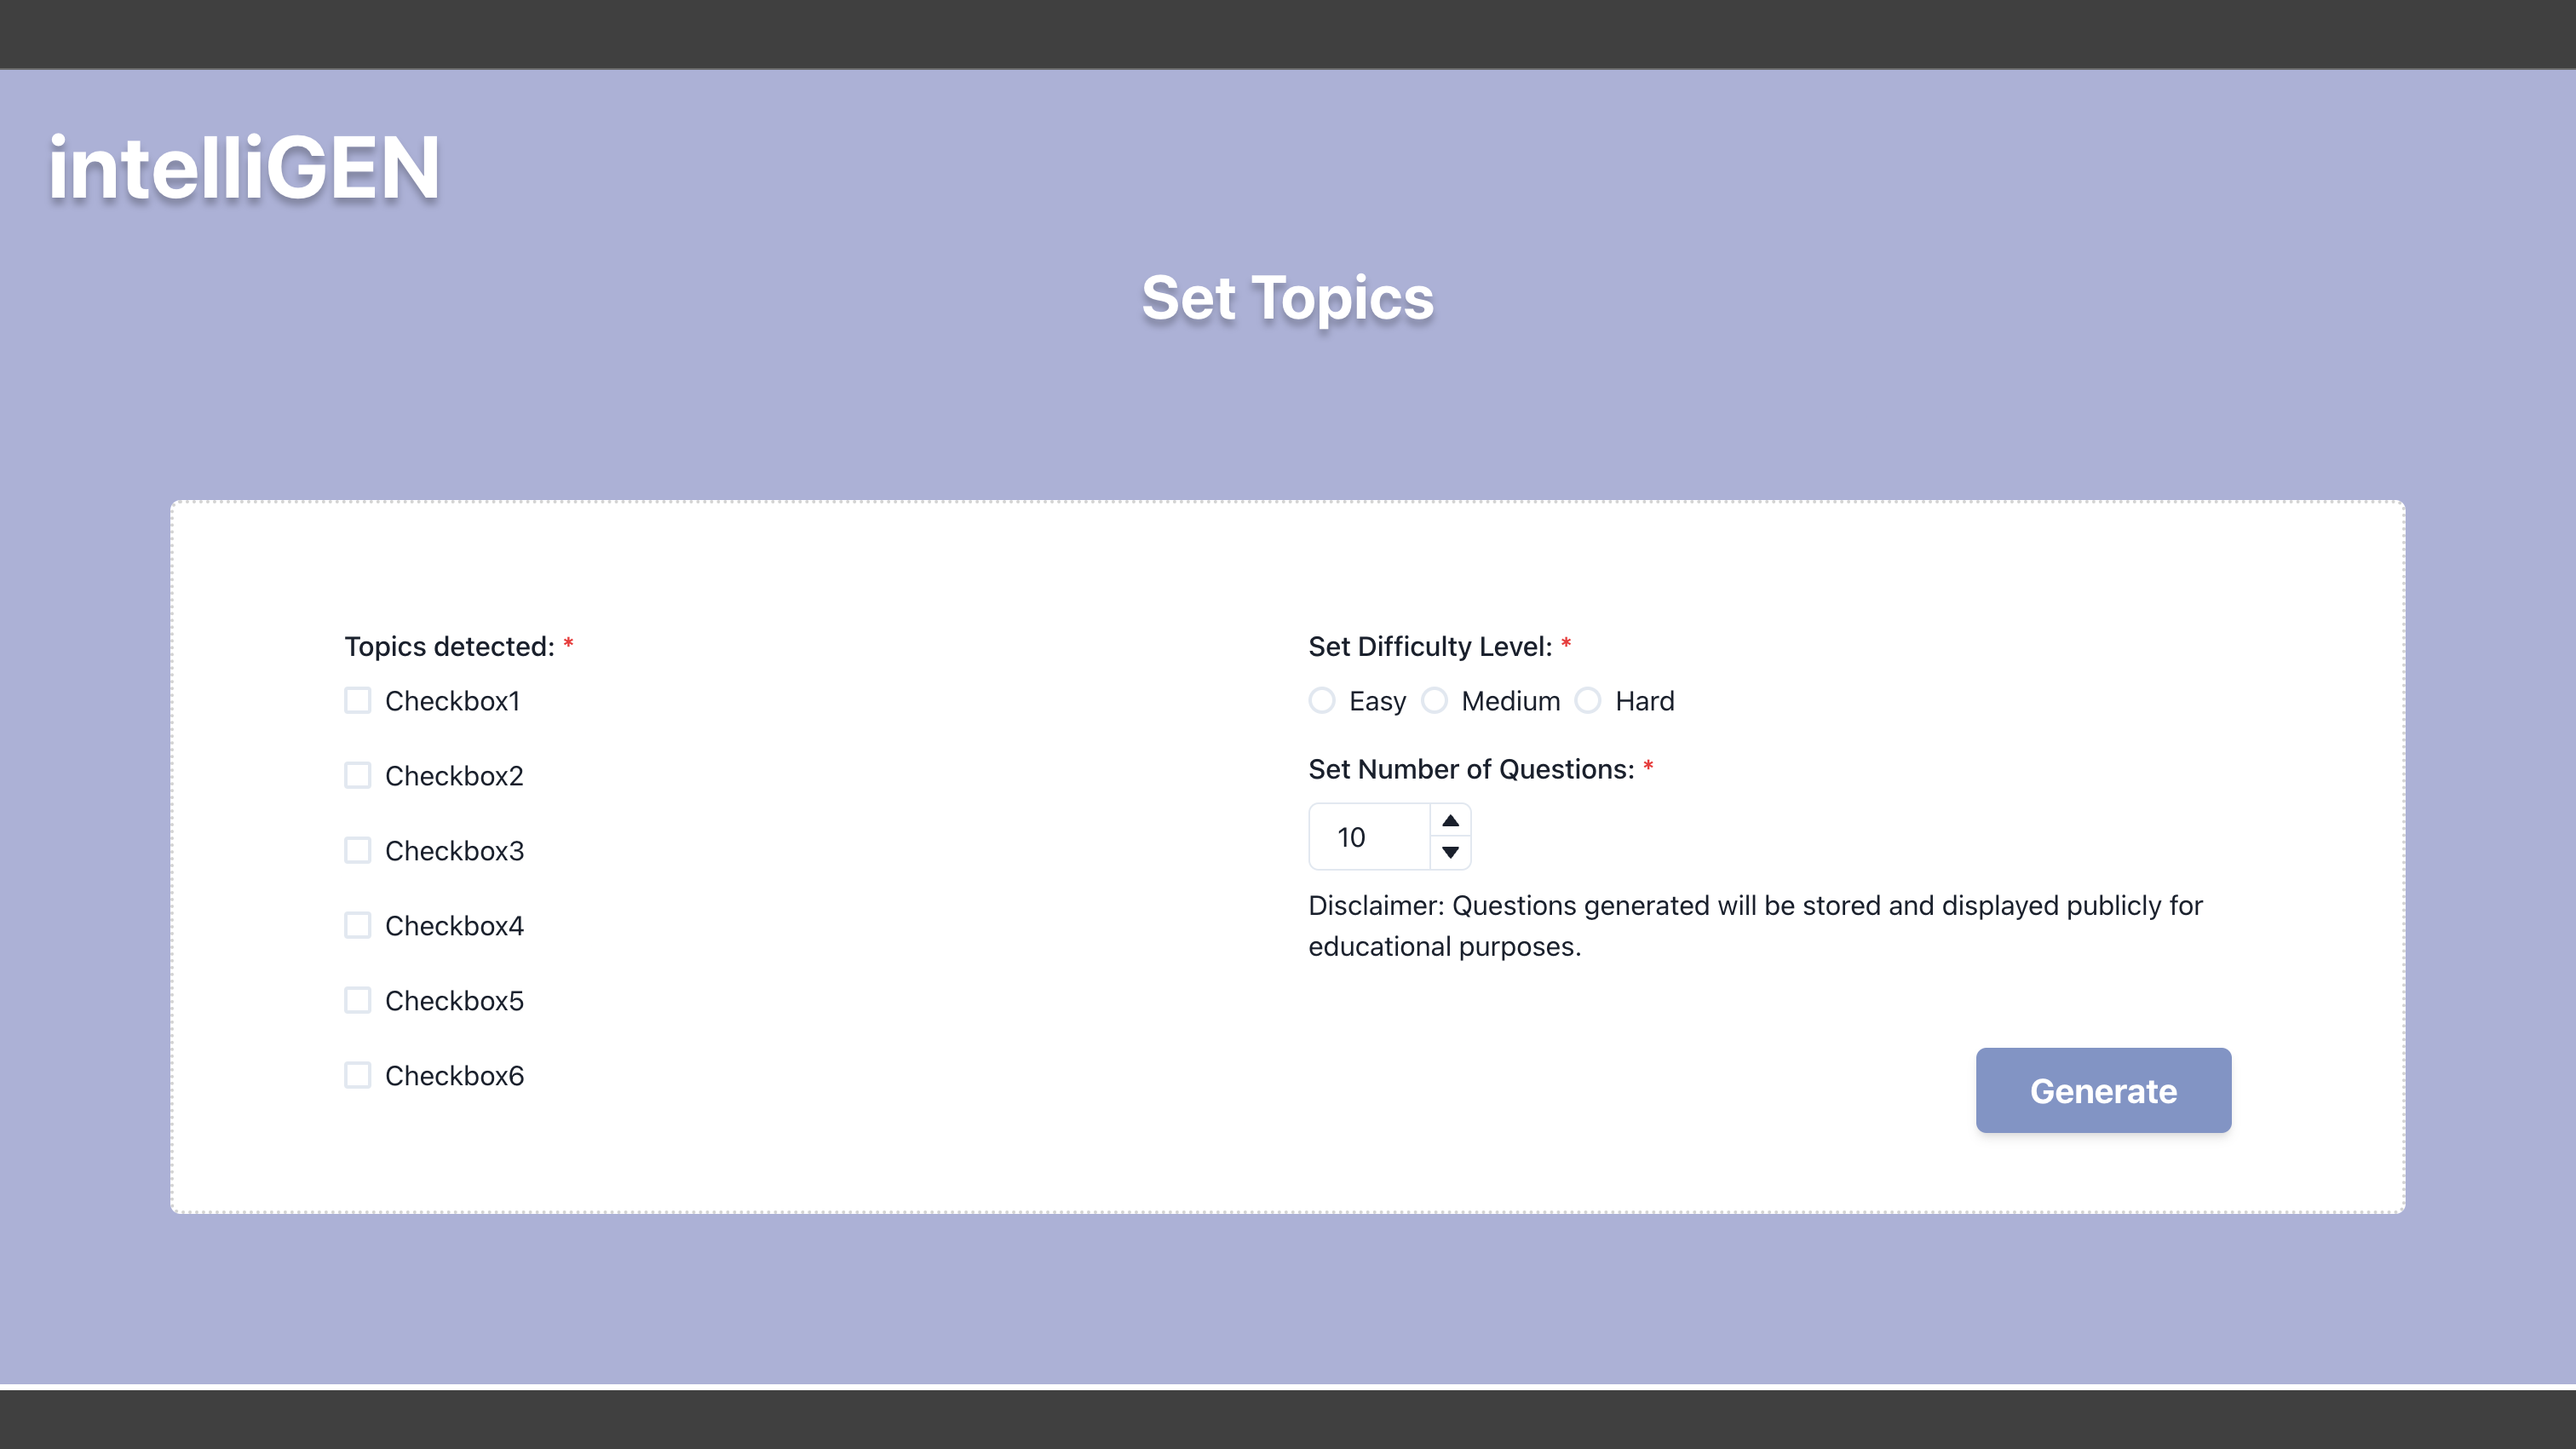 intelliGEN
Set Topics
Topics detected: *
Checkbox1
Checkbox2
Checkbox3
Checkbox4
Checkbox5
Checkbox6
Set Difficulty Level: *
Easy Medium Hard
Set Number of Questions: *
10
Disclaimer: Questions generated will be stored and displayed publicly for
educational purposes.
Generate